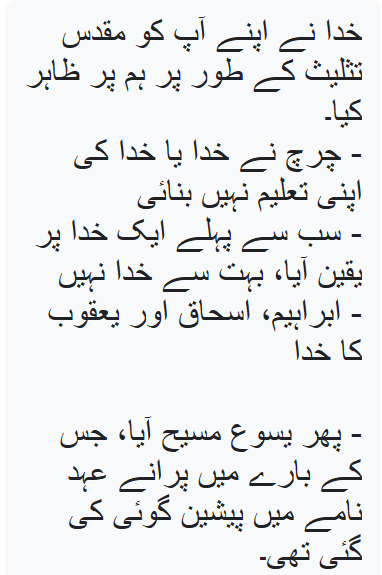 خدا نے اپنے آپ کو مقدس
تثلیث کے طور پر ہم پر ظاہر
کیا۔
- چرچ نے خدا یا خدا کی
اپنی تعلیم نہیں بنائی
- سب سے پہلے ایک خدا پر
یقین آیا، بہت سے خدا نہیں
- ابراہیم، اسحاق اور یعقوب
کا خدا
- پھر یسوع مسیح آیا، جس
کے بارے میں پرانے عہد
نامے میں پیشین گوئی کی
گئی تھی۔